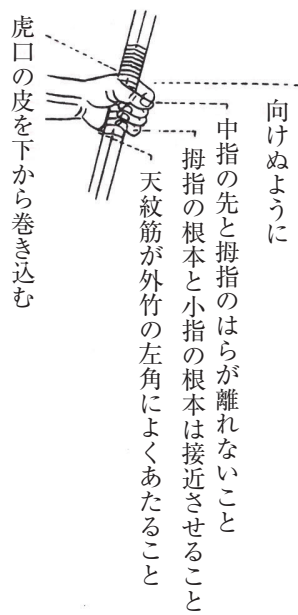 向けぬように
中指の先と拇指のはらが離れないこと
拇指の根本と小指の根本は接近させること
天紋筋が外竹の左角によくあたること
虎口の皮を下から巻き込む